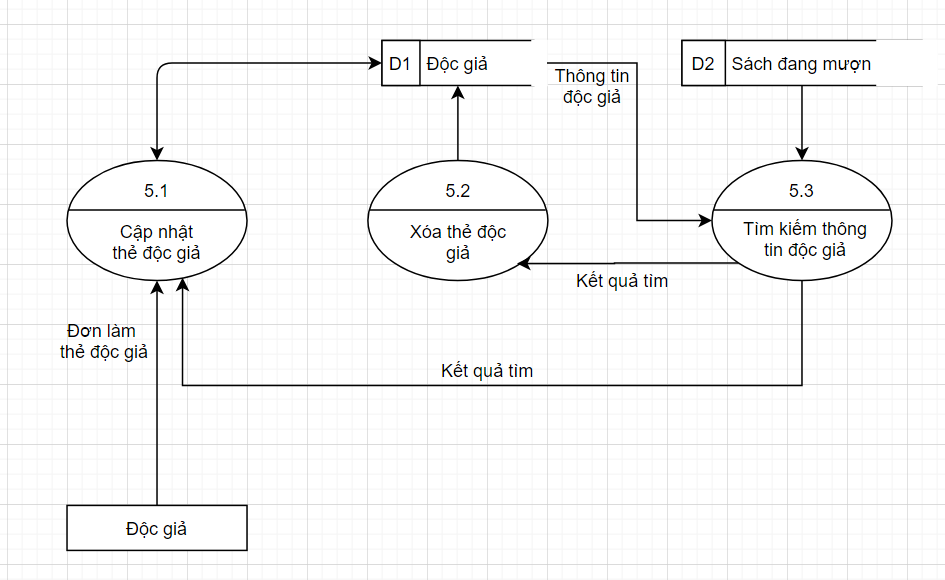 D1 Độc giả
D2 Sách đang mượn
Thông tin
độc giả
5.1
Cập nhật
thẻ độc giả
5.2
Xóa thẻ độc
giả
5.3
Tìm kiếm thông
tin độc giả
Kết quả tìm
Đơn làm
thẻ độc giả
Kết quả tìm
Độc giả